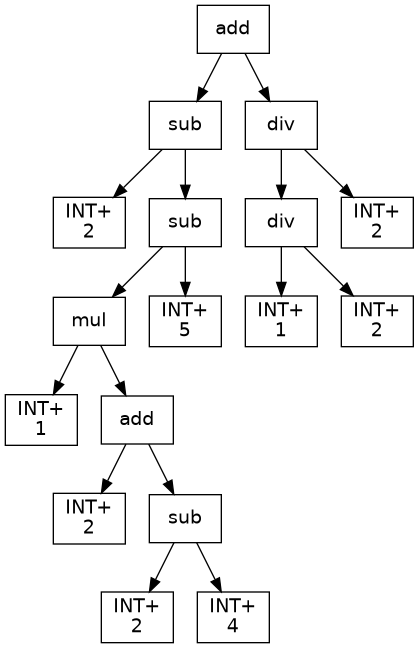 add
sub
div
INT+
2
sub
div
INT+
2
mul
INT+
5
INT+
1
INT+
2
INT+
1
add
INT+
2
sub
INT+
2
INT+
4